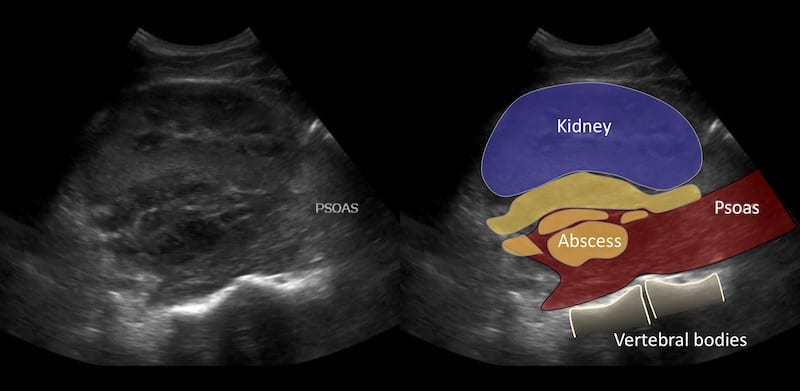 PSOAS
Kidney
Psoas
Abscess
Vertebral bodies